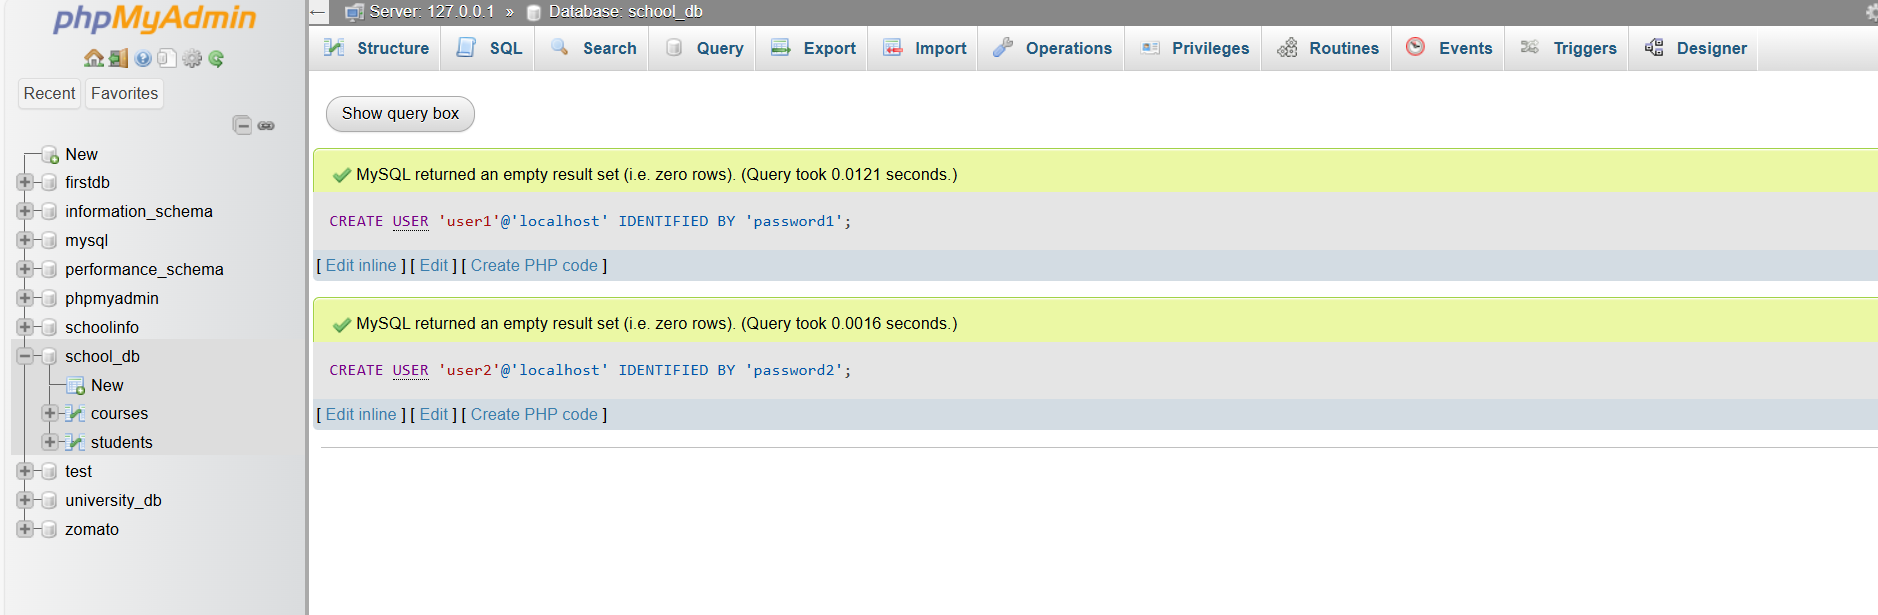 phpMyAdmin
Recent Favorites
New
firstdb
information_schema
mysql
performance_schema
phpmyadmin
schoolinfo
school_db
New
courses
students
test
university_db
zomato
← Server: 127.0.0.1 » Database: school_db
Structure SQL Search Query Export Import Operations Privileges Routines Events Triggers Designer
Show query box
MySQL returned an empty result set (i.e. zero rows). (Query took 0.0121 seconds.)
CREATE USER 'user1'@'localhost' IDENTIFIED BY 'password1';
[ Edit inline ] [ Edit ] [ Create PHP code ]
MySQL returned an empty result set (i.e. zero rows). (Query took 0.0016 seconds.)
CREATE USER 'user2'@'localhost' IDENTIFIED BY 'password2';
[ Edit inline ] [ Edit ] [ Create PHP code ]